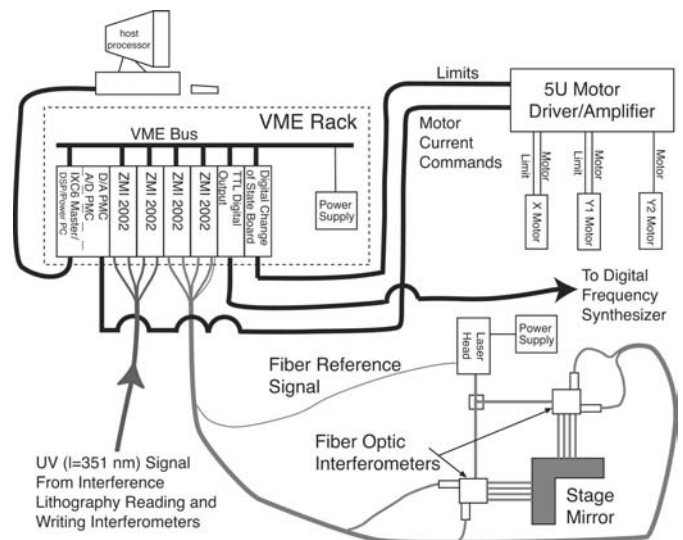 host
processor
VME Rack
VME Bus
DSP/Power PC
IXC6 Master/
A/D PMC
D/A PMC
ZMI 2002
ZMI 2002
ZMI 2002
ZMI 2002
TTL Digital
Output
Digital Change
of State Board
Power
Supply
Limits
Motor
Current
Commands
5U Motor
Driver/Amplifier
Limit
Motor
Limit
Motor
Motor
X Motor
Y1 Motor
Y2 Motor
To Digital
Frequency
Synthesizer
Laser
Head
Power
Supply
Fiber Reference
Signal
Fiber Optic
Interferometers
Stage
Mirror
UV (l=351 nm) Signal
From Interference
Lithography Reading and
Writing Interferometers